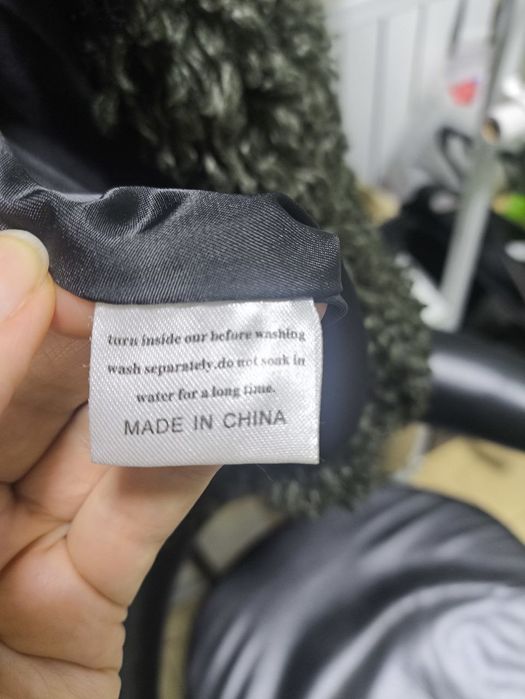 turn inside our before washing
wash separately.do not soak in
water for a long time.
MADE IN CHINA